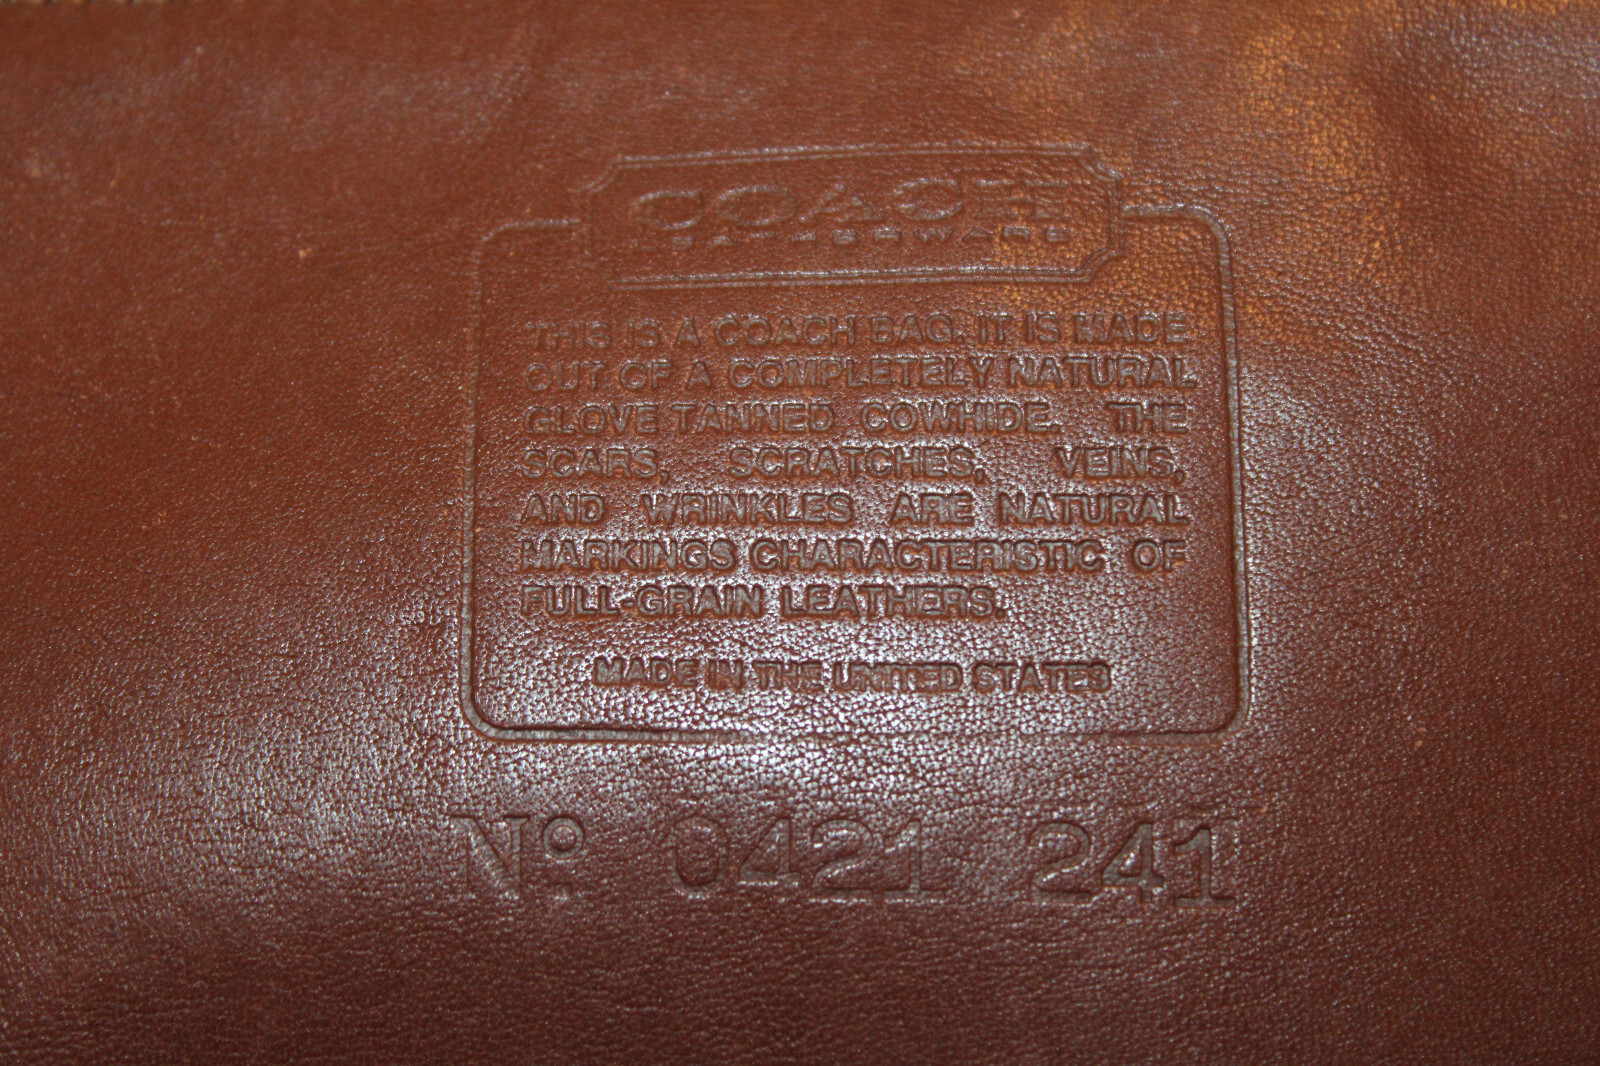 COACH
LEATHERWARE
THIS IS A COACH BAG. IT IS MADE
OUT OF A COMPLETELY NATURAL
GLOVE TANNED COWHIDE. THE
SCARS, SCRATCHES, VEINS,
AND WRINKLES ARE NATURAL
MARKINGS CHARACTERISTIC OF
FULL-GRAIN LEATHERS.
MADE IN THE UNITED STATES
Nº 0421 241